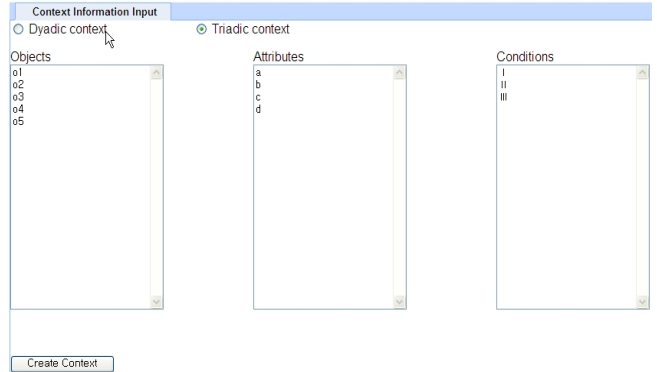 Context Information Input
Dyadic context
Triadic context
Objects
o1
o2
o3
o4
o5
Attributes
a
b
c
d
Conditions
I
II
III
Create Context